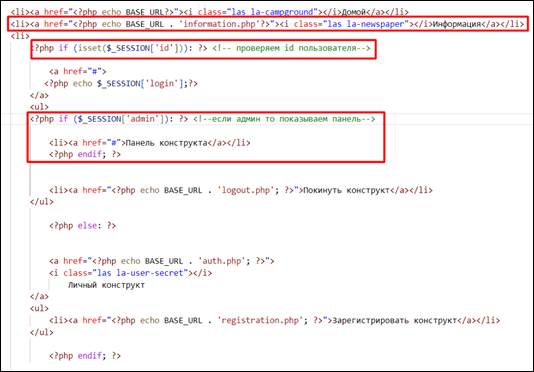 <li><a href="<?php echo BASE_URL?>"><i class="las la-campground"></i>Домой</a></li>
<li><a href="<?php echo BASE_URL . 'information.php'?>"><i class="las la-newspaper"></i>Информация</a></li>
<li>
<?php if (isset($_SESSION['id'])): ?> <!-- проверяем id пользователя-->
<a href="#">
<?php echo $_SESSION['login'];?>
</a>
<ul>
<?php if ($_SESSION['admin']): ?> <!--если админ то показываем панель-->
<li><a href="#">Панель конструкта</a></li>
<?php endif; ?>
<li><a href="<?php echo BASE_URL . 'logout.php'; ?>">Покинуть конструкт</a></li>
</ul>
<?php else: ?>
<a href="<?php echo BASE_URL . 'auth.php'; ?>">
<i class="las la-user-secret"></i>
Личный конструкт
</a>
<ul>
<li><a href="<?php echo BASE_URL . 'registration.php'; ?>">Зарегистрировать конструкт</a></li>
</ul>
<?php endif; ?>